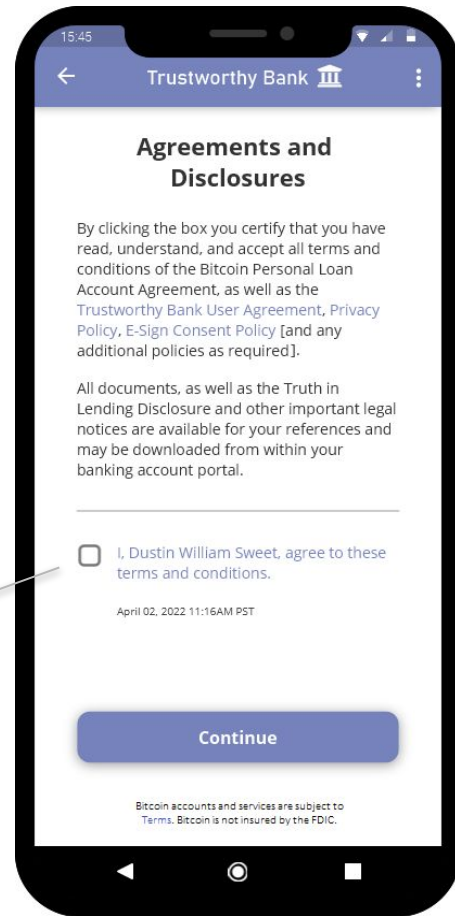 15:45
Trustworthy Bank
Agreements and
Disclosures
By clicking the box you certify that you have
read, understand, and accept all terms and
conditions of the Bitcoin Personal Loan
Account Agreement, as well as the
Trustworthy Bank User Agreement, Privacy
Policy, E-Sign Consent Policy [and any
additional policies as required].
All documents, as well as the Truth in
Lending Disclosure and other important legal
notices are available for your references and
may be downloaded from within your
banking account portal.
I, Dustin William Sweet, agree to these
terms and conditions.
April 02, 2022 11:16AM PST
Continue
Bitcoin accounts and services are subject to
Terms. Bitcoin is not insured by the FDIC.